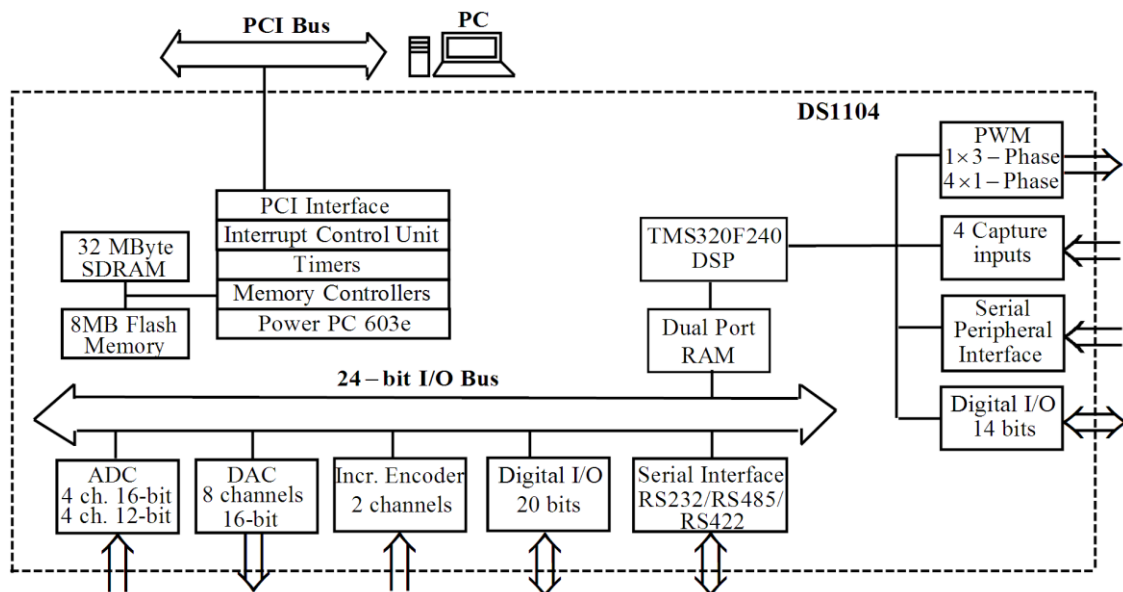 PCI Bus
PC
DS1104
PWM
1×3−Phase
4×1−Phase
PCI Interface
Interrupt Control Unit
Timers
Memory Controllers
Power PC 603e
32 MByte
SDRAM
8MB Flash
Memory
TMS320F240
DSP
4 Capture
inputs
Dual Port
RAM
Serial
Peripheral
Interface
24−bit I/O Bus
Digital I/O
14 bits
ADC
4 ch. 16-bit
4 ch. 12-bit
DAC
8 channels
16-bit
Incr. Encoder
2 channels
Digital I/O
20 bits
Serial Interface
RS232/RS485/
RS422